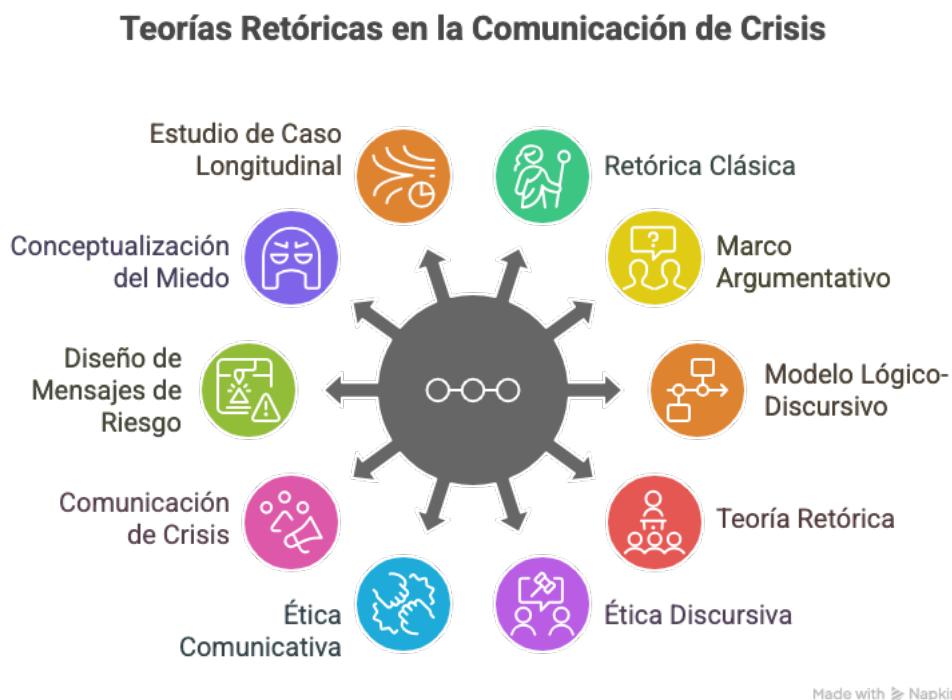 Teorías Retóricas en la Comunicación de Crisis
Estudio de Caso
Longitudinal
Retórica Clásica
Conceptualización
del Miedo
?
Marco
Argumentativo
Diseño de
Mensajes de
Riesgo
Modelo Lógico-
Discursivo
Comunicación
de Crisis
Teoría Retórica
Ética
Comunicativa
Ética Discursiva
Made with Napki